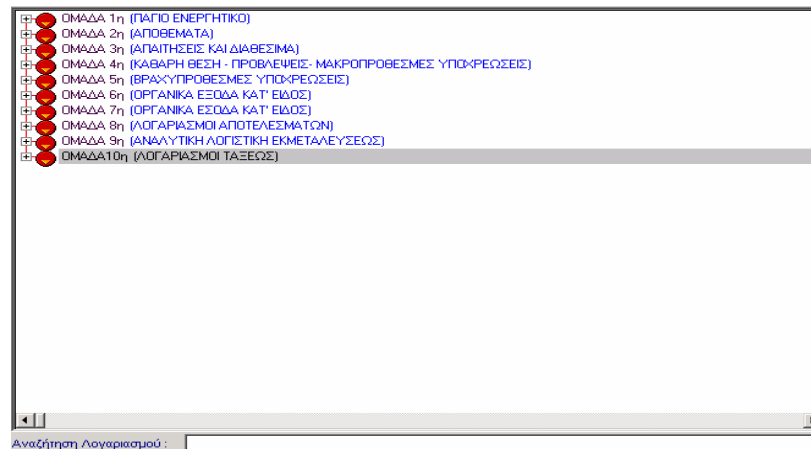 ΟΜΑΔΑ 1η (ΠΑΓΙΟ ΕΝΕΡΓΗΤΙΚΟ)
ΟΜΑΔΑ 2η (ΑΠΟΘΕΜΑΤΑ)
ΟΜΑΔΑ 3η (ΑΠΑΙΤΗΣΕΙΣ ΚΑΙ ΔΙΑΘΕΣΙΜΑ)
ΟΜΑΔΑ 4η (ΚΑΘΑΡΗ ΘΕΣΗ - ΠΡΟΒΛΕΨΕΙΣ- ΜΑΚΡΟΠΡΟΘΕΣΜΕΣ ΥΠΟΧΡΕΩΣΕΙΣ)
ΟΜΑΔΑ 5η (ΒΡΑΧΥΠΡΟΘΕΣΜΕΣ ΥΠΟΧΡΕΩΣΕΙΣ)
ΟΜΑΔΑ 6η (ΟΡΓΑΝΙΚΑ ΕΞΟΔΑ ΚΑΤ' ΕΙΔΟΣ)
ΟΜΑΔΑ 7η (ΟΡΓΑΝΙΚΑ ΕΣΟΔΑ ΚΑΤ' ΕΙΔΟΣ)
ΟΜΑΔΑ 8η (ΛΟΓΑΡΙΑΣΜΟΙ ΑΠΟΤΕΛΕΣΜΑΤΩΝ)
ΟΜΑΔΑ 9η (ΑΝΑΛΥΤΙΚΗ ΛΟΓΙΣΤΙΚΗ ΕΚΜΕΤΑΛΕΥΣΕΩΣ)
ΟΜΑΔΑ10η (ΛΟΓΑΡΙΑΣΜΟΙ ΤΑΞΕΩΣ)
Αναζήτηση Λογαριασμού :